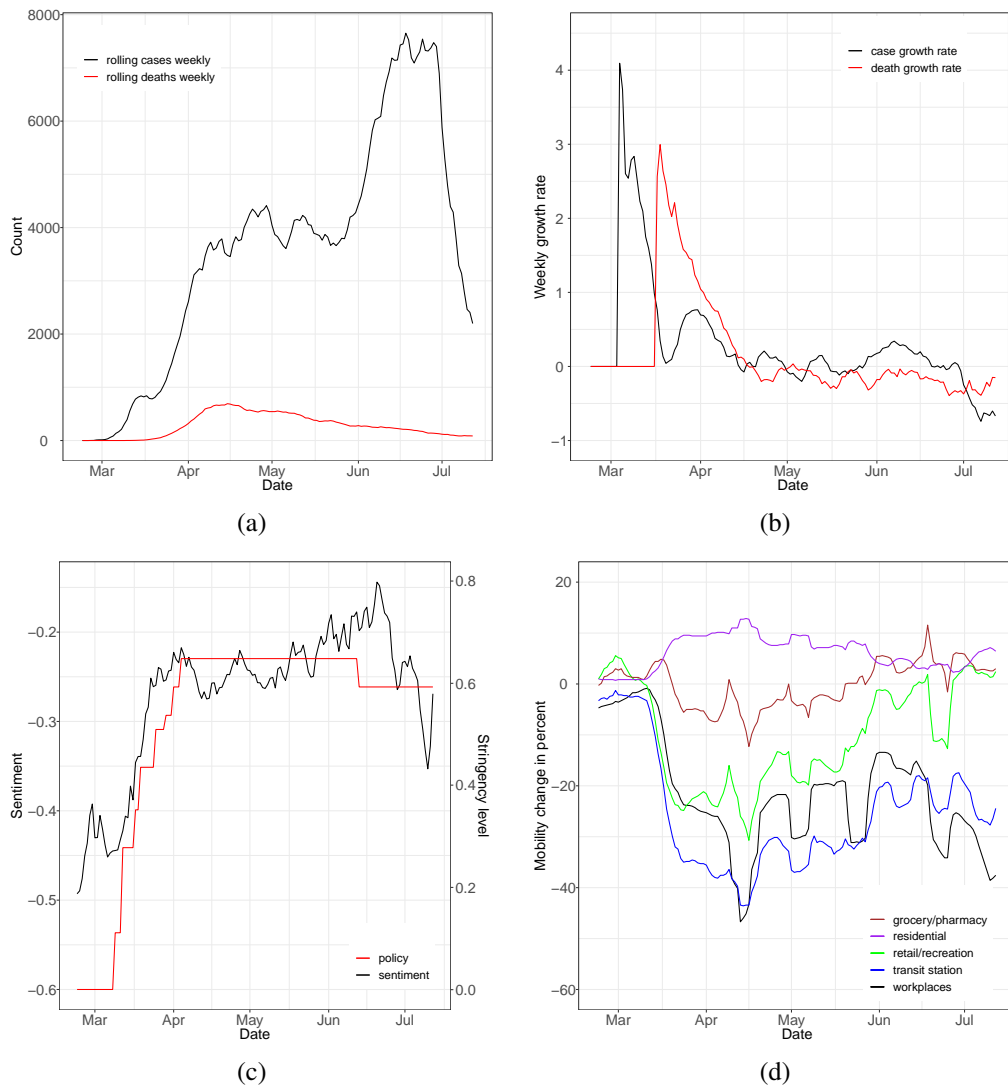 8000
6000
4000
2000
0
Count
rolling cases weekly
rolling deaths weekly
Mar Apr May Jun Jul
Date
(a)
4
3
2
1
0
−1
Weekly growth rate
case growth rate
death growth rate
Mar Apr May Jun Jul
Date
(b)
−0.2
−0.3
−0.4
−0.5
−0.6
Sentiment
0.8
0.6
0.4
0.2
0.0
Stringency level
policy
sentiment
Mar Apr May Jun Jul
Date
(c)
20
0
−20
−40
−60
Mobility change in percent
grocery/pharmacy
residential
retail/recreation
transit station
workplaces
Mar Apr May Jun Jul
Date
(d)